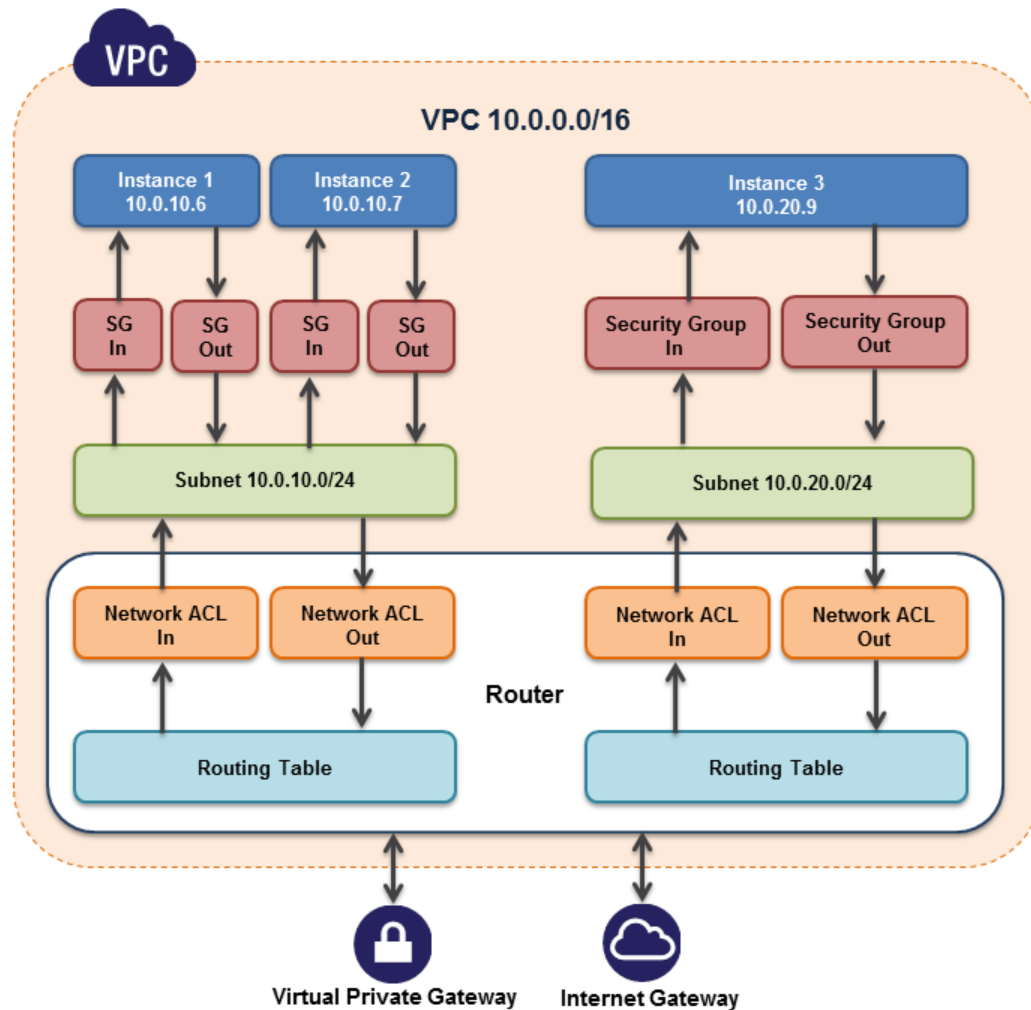 VPC
VPC 10.0.0.0/16
Instance 1
10.0.10.6
Instance 2
10.0.10.7
Instance 3
10.0.20.9
SG
In
SG
Out
SG
In
SG
Out
Security Group
In
Security Group
Out
Subnet 10.0.10.0/24
Subnet 10.0.20.0/24
Network ACL
In
Network ACL
Out
Network ACL
In
Network ACL
Out
Router
Routing Table
Routing Table
Virtual Private Gateway
Internet Gateway